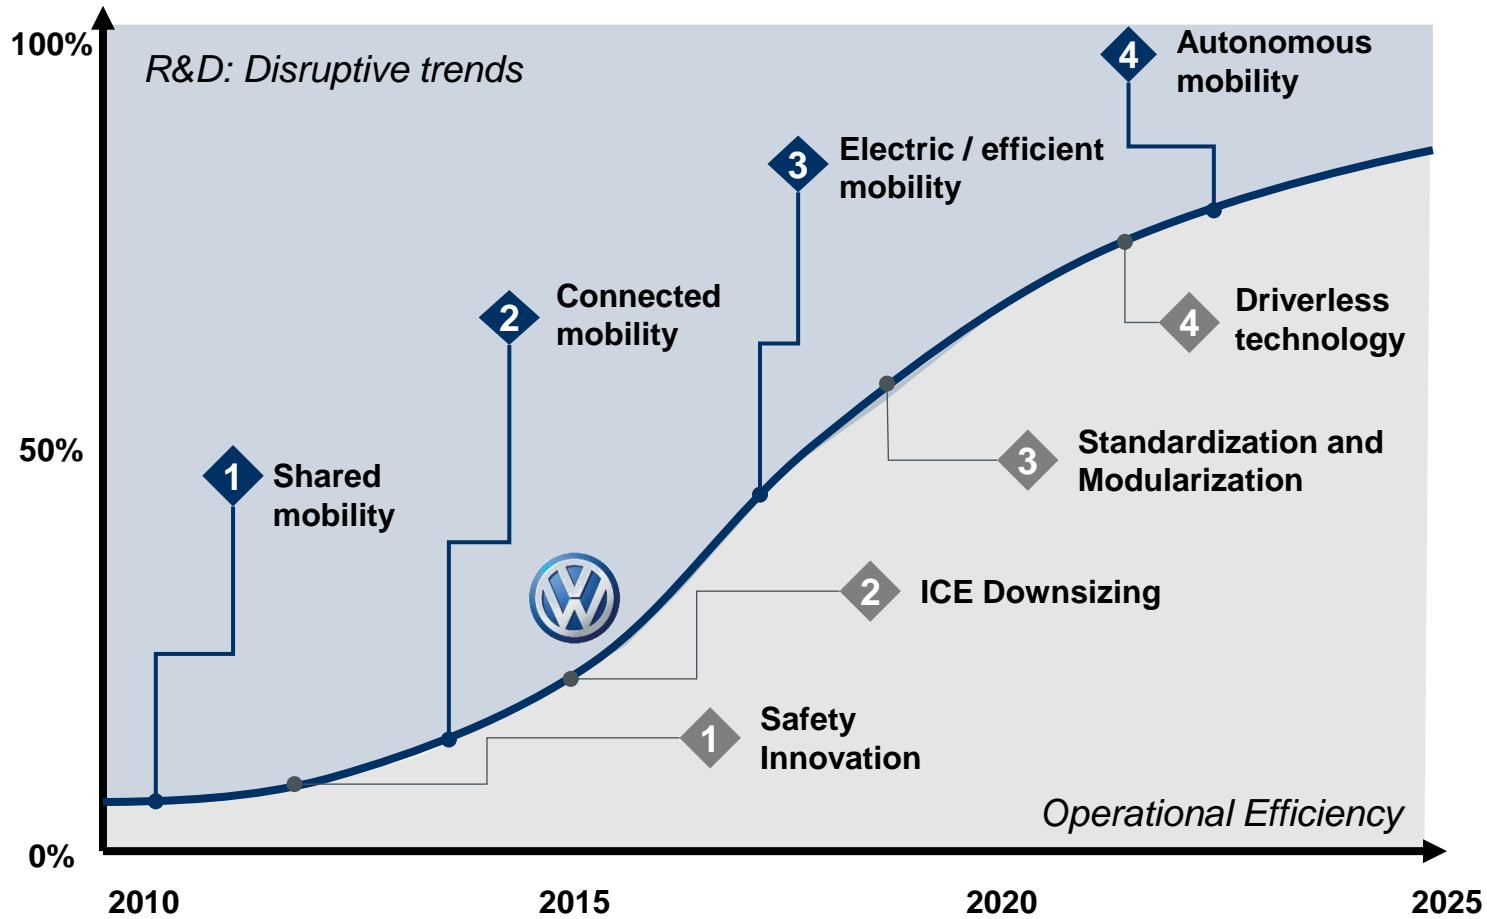 100%
R&D: Disruptive trends
4
Autonomous
mobility
3
Electric / efficient
mobility
2
Connected
mobility
4
Driverless
technology
50%
1
Shared
mobility
3
Standardization and
Modularization
2
ICE Downsizing
VW
1
Safety
Innovation
Operational Efficiency
0%
2010
2015
2020
2025